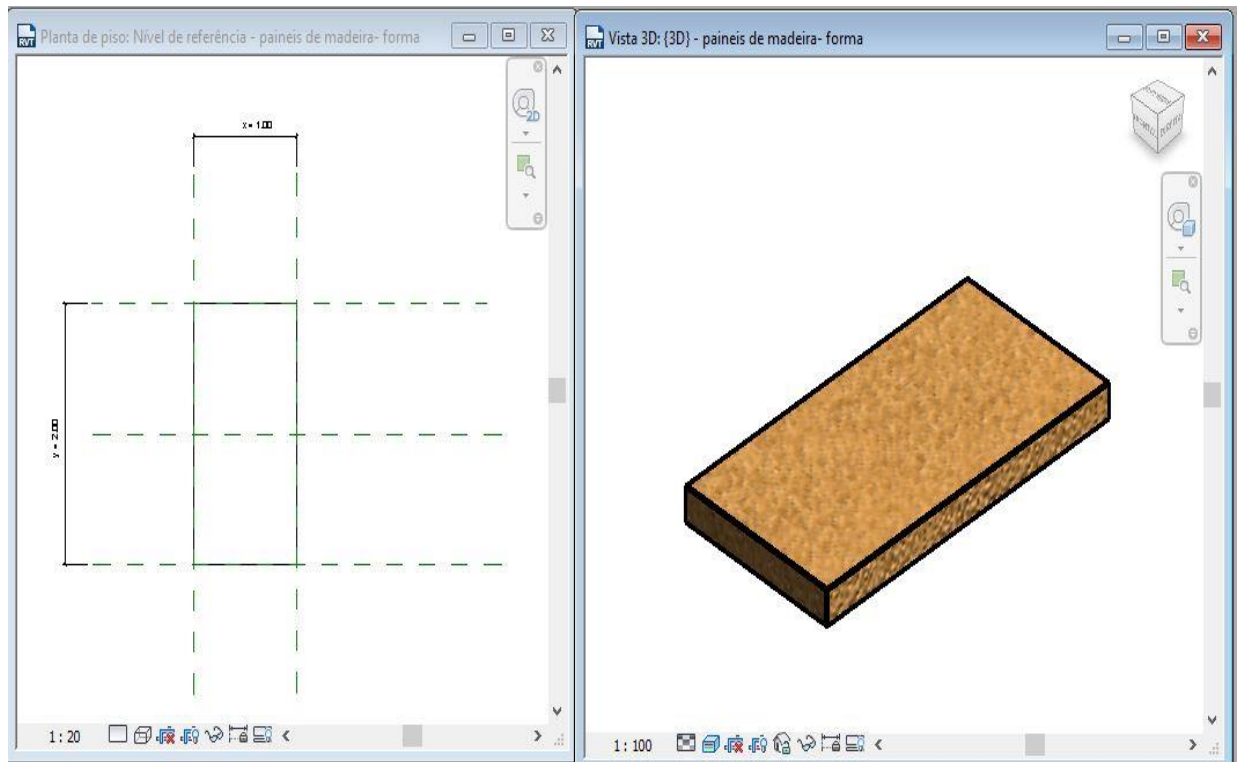 Planta de piso: Nível de referência - paineis de madeira- forma
x = 1.00
2D
y = 2.00
1 : 20
Vista 3D: {3D} - paineis de madeira- forma
1 : 100